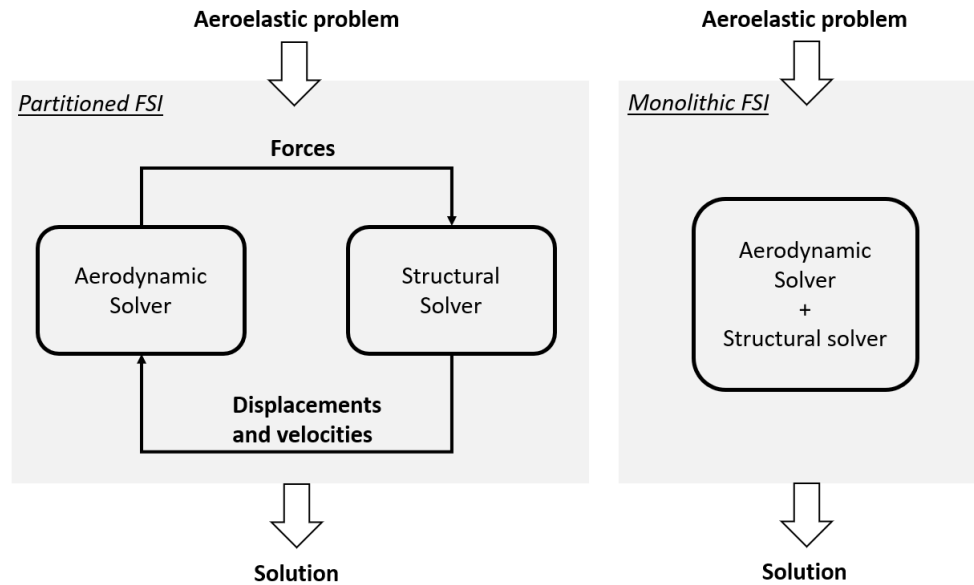 Aeroelastic problem
Partitioned FSI
Forces
Aerodynamic
Solver
Structural
Solver
Displacements
and velocities
Solution
Aeroelastic problem
Monolithic FSI
Aerodynamic
Solver
+
Structural solver
Solution